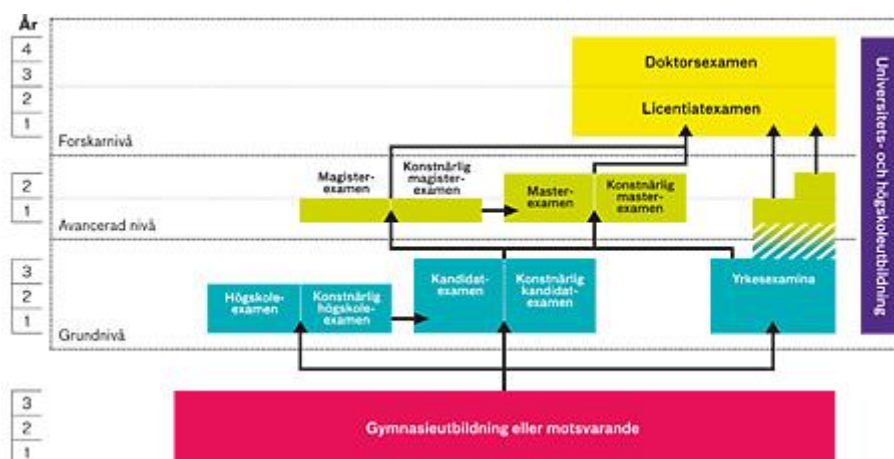 År
4
3
2
1
Forskarnivå
Doktorsexamen
Licentiatexamen
Universitets- och högskoleutbildning
2
1
Avancerad nivå
Magister-
examen
Konstnärlig
magister-
examen
Master-
examen
Konstnärlig
master-
examen
3
2
1
Grundnivå
Högskole-
examen
Konstnärlig
högskole-
examen
Kandidat-
examen
Konstnärlig
kandidat-
examen
Yrkesexamina
3
2
1
Gymnasieutbildning eller motsvarande